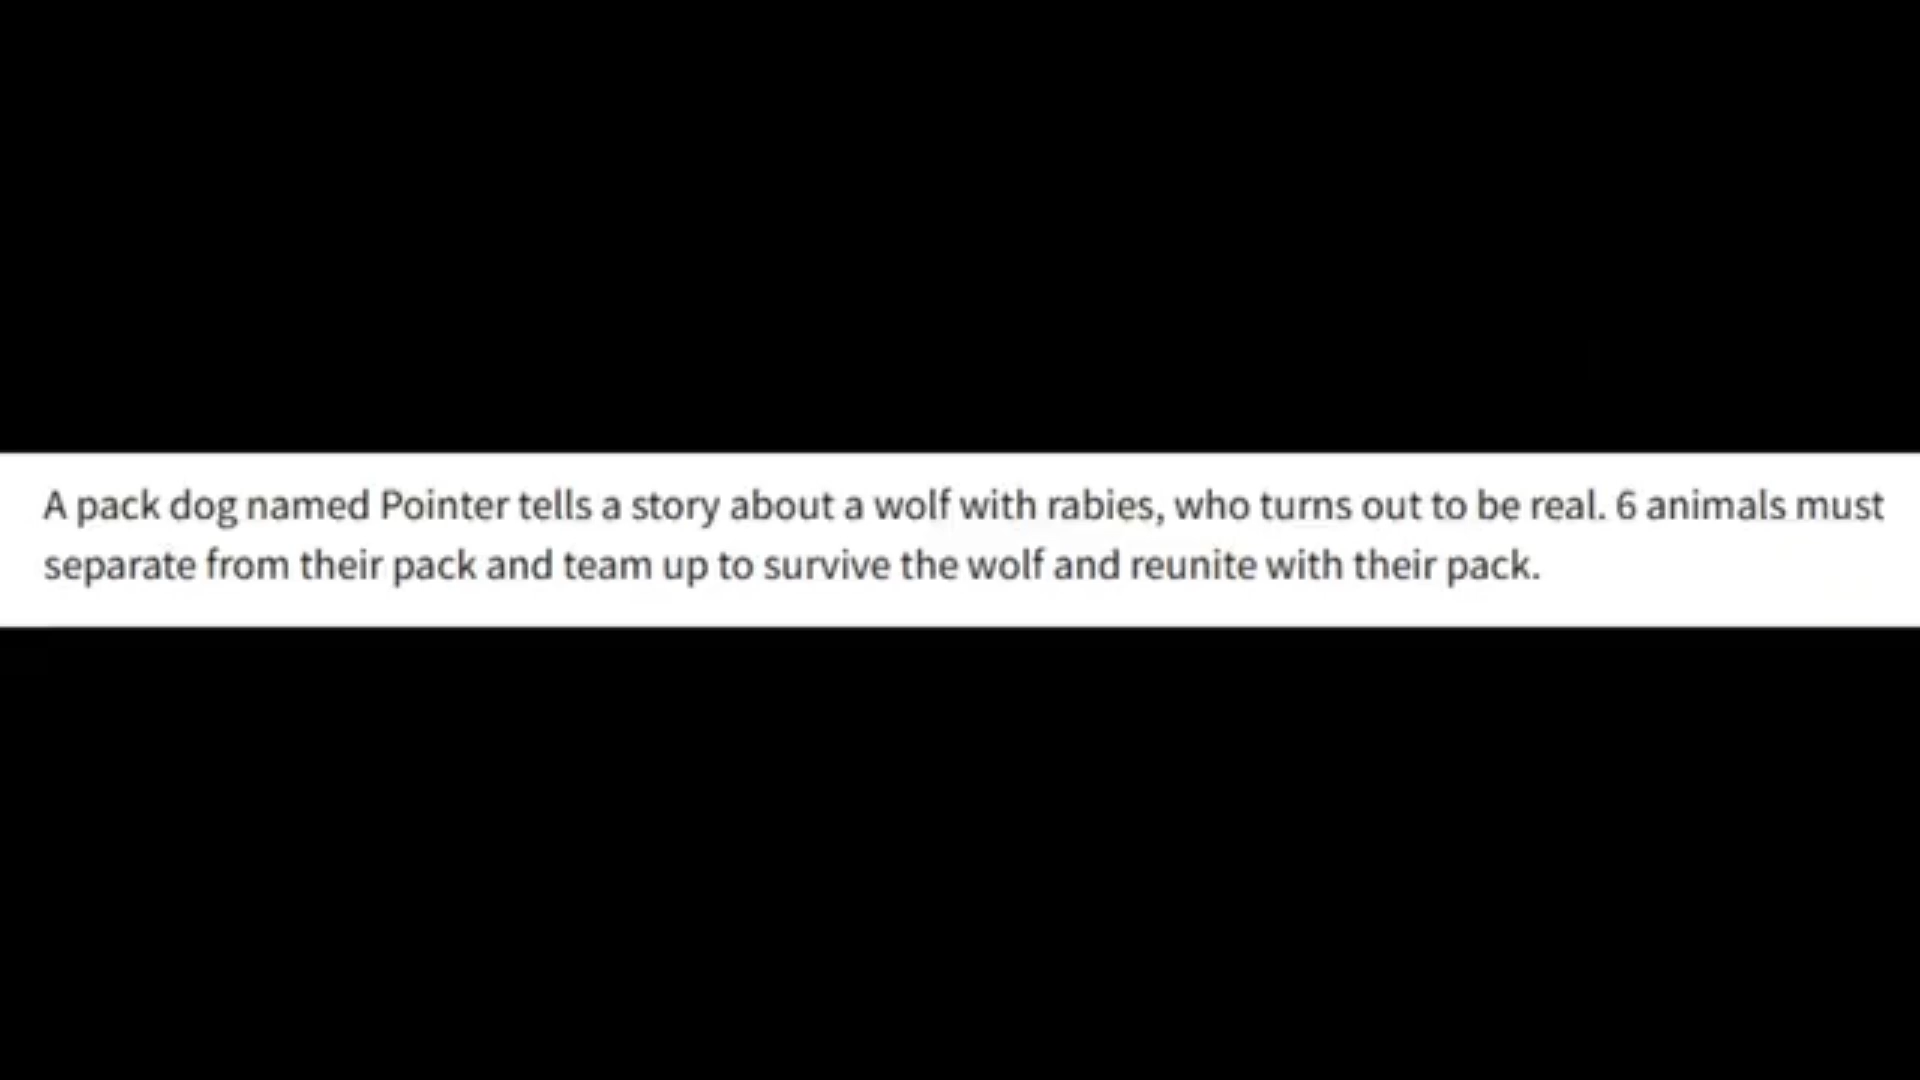 A pack dog named Pointer tells a story about a wolf with rabies, who turns out to be real. 6 animals must
separate from their pack and team up to survive the wolf and reunite with their pack.